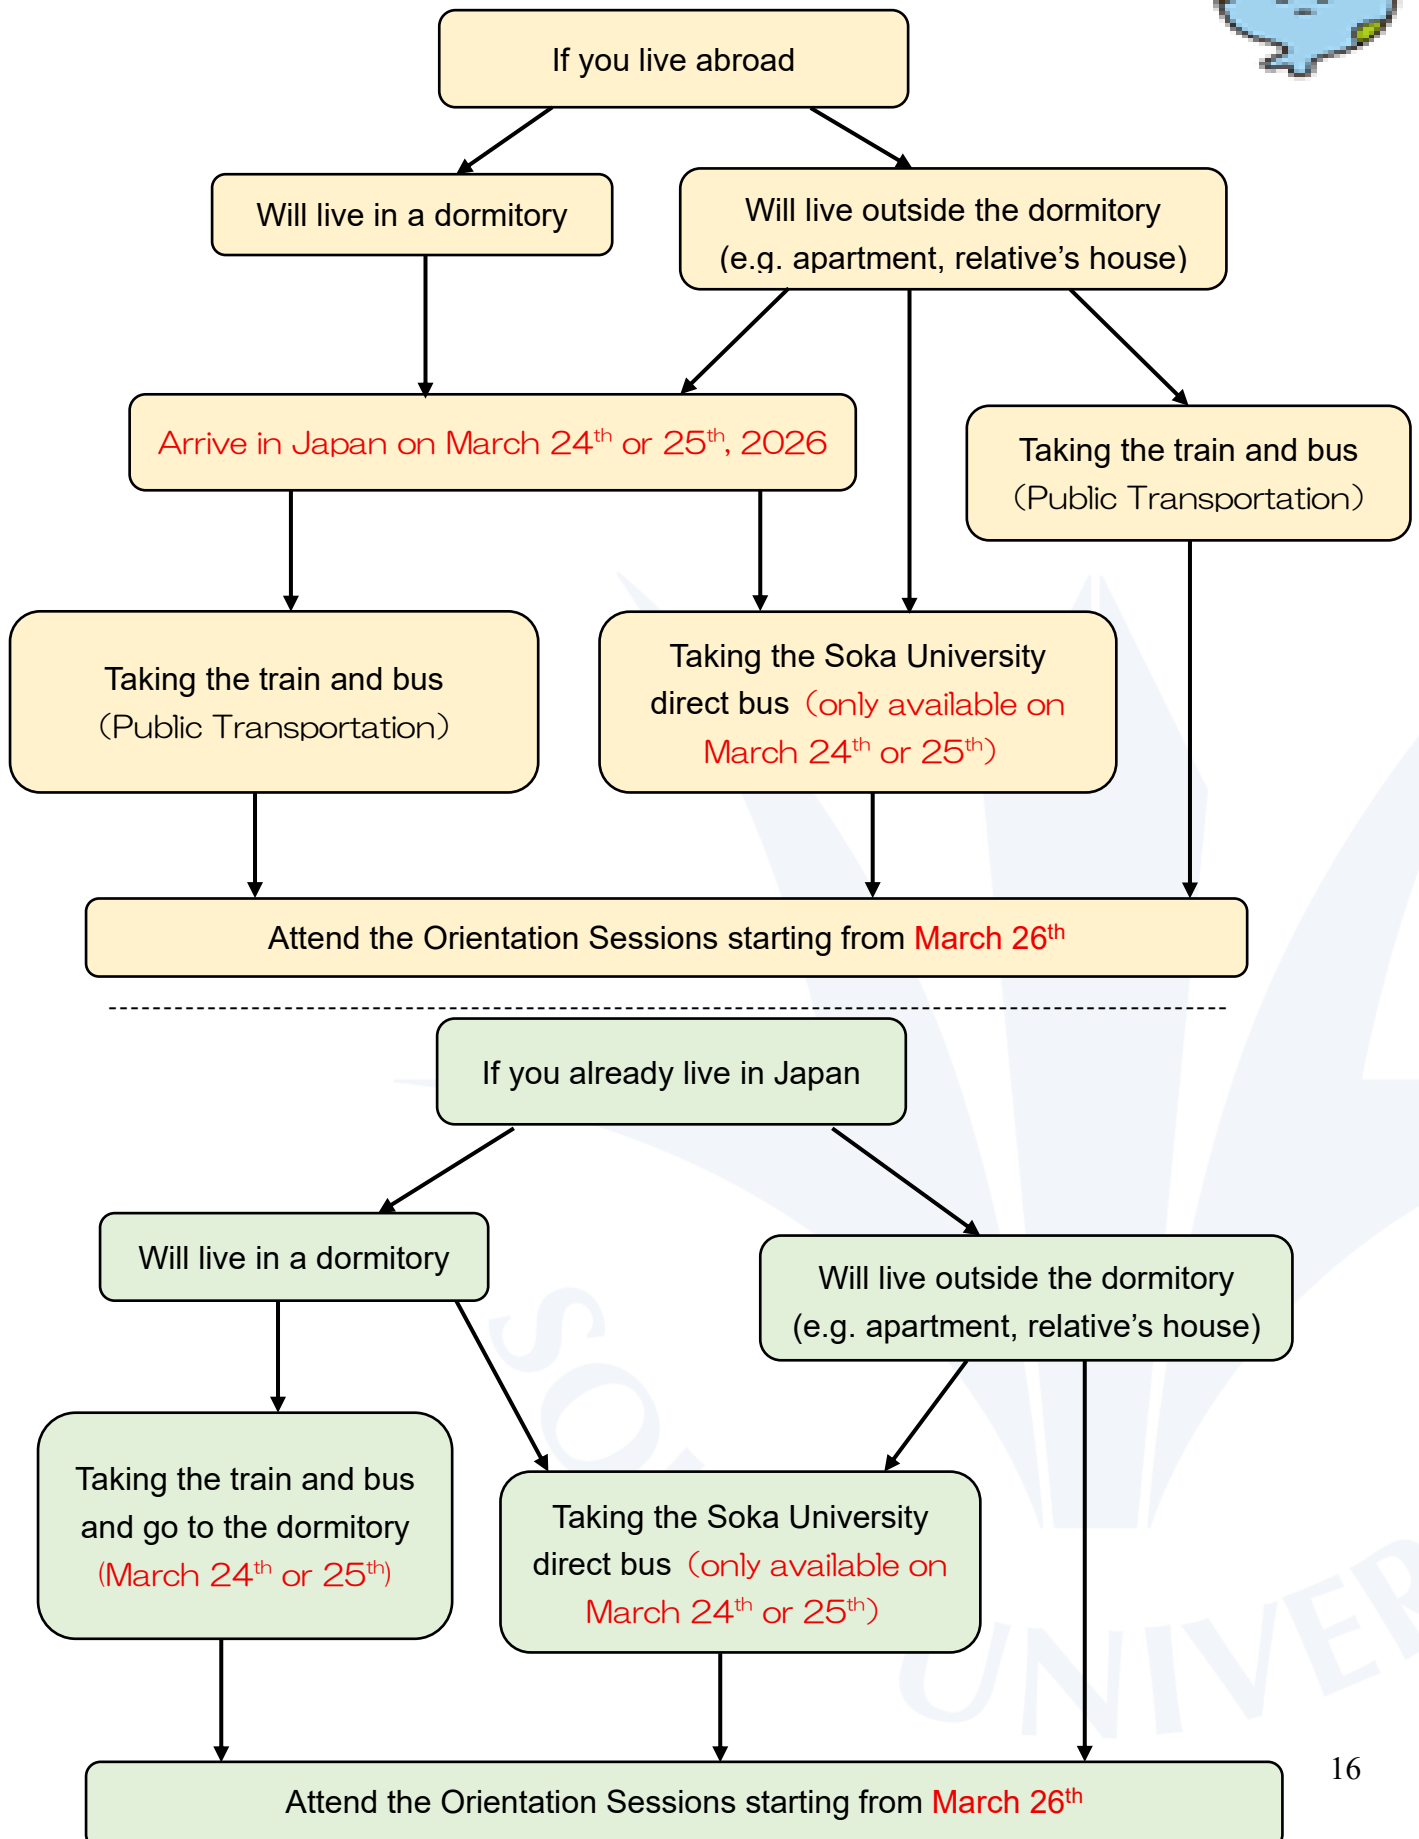 If you live abroad
Will live in a dormitory
Will live outside the dormitory
(e.g. apartment, relative’s house)
Arrive in Japan on March 24th or 25th, 2026
Taking the train and bus
（Public Transportation）
Taking the train and bus
（Public Transportation）
Taking the Soka University
direct bus（only available on
March 24th or 25th）
Attend the Orientation Sessions starting from March 26th
If you already live in Japan
Will live in a dormitory
Will live outside the dormitory
(e.g. apartment, relative’s house)
Taking the train and bus
and go to the dormitory
(March 24th or 25th)
Taking the Soka University
direct bus（only available on
March 24th or 25th）
Attend the Orientation Sessions starting from March 26th
16